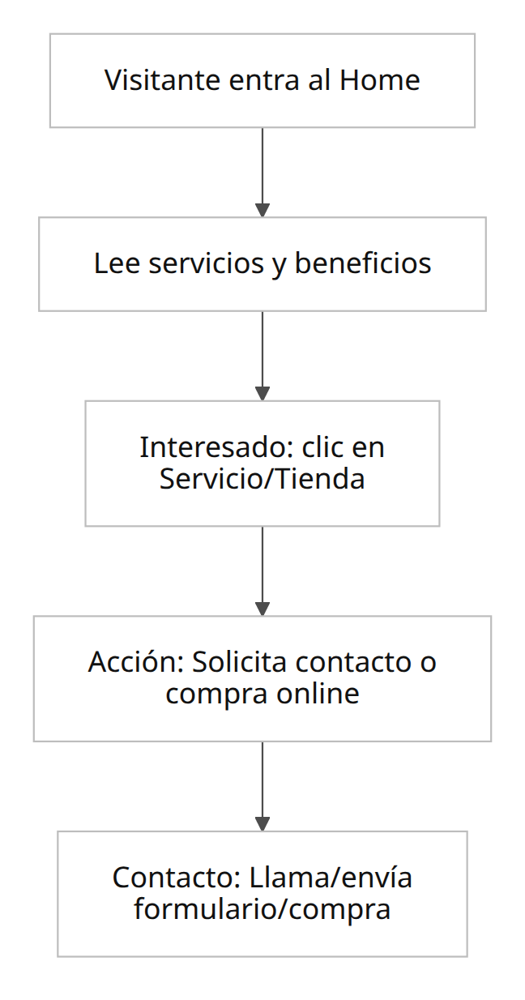 Visitante entra al Home
Lee servicios y beneficios
Interesado: clic en
Servicio/Tienda
Acción: Solicita contacto o
compra online
Contacto: Llama/envía
formulario/compra